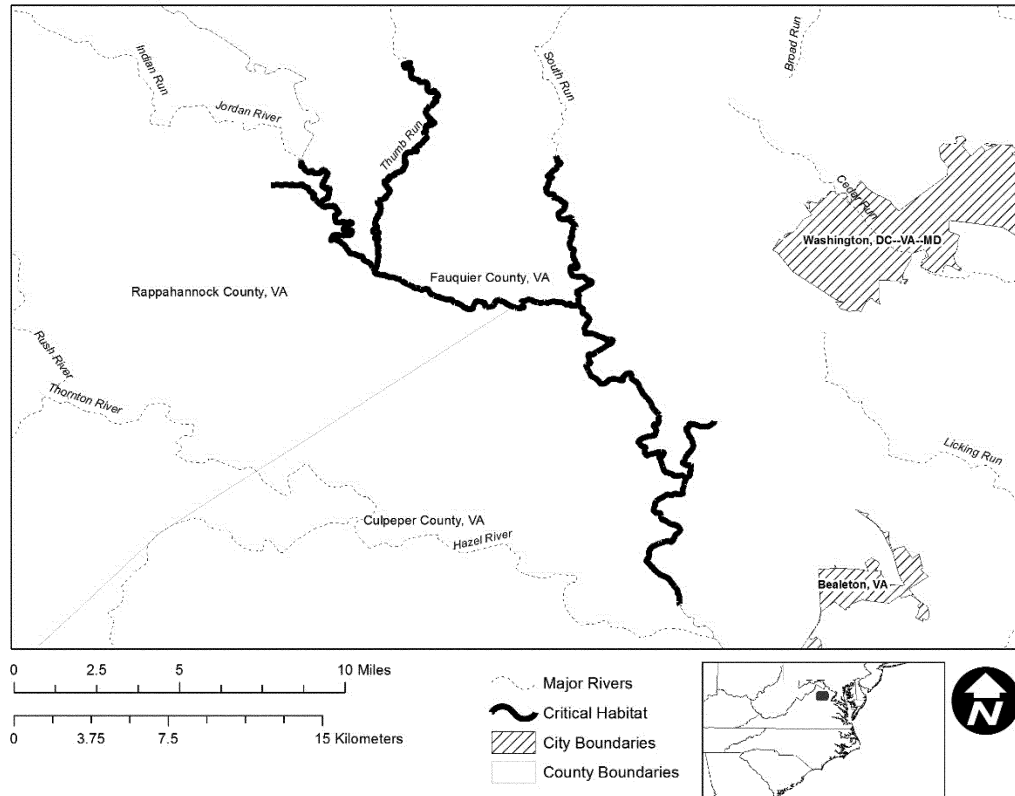 Indian Run
Jordan River
Thumb Run
South Run
Broad Run
Cedar Run
Washington, DC--VA--MD
Fauquier County, VA
Rappahannock County, VA
Rush River
Thornton River
Licking Run
Culpeper County, VA
Hazel River
Bealeton, VA
0 2.5 5 10 Miles
0 3.75 7.5 15 Kilometers
Major Rivers
Critical Habitat
City Boundaries
County Boundaries
N